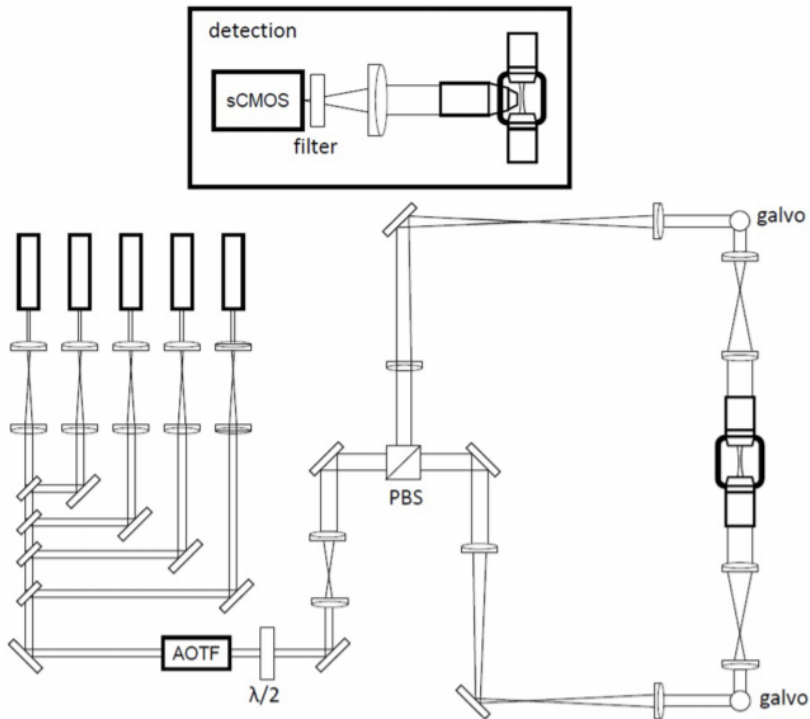 detection
sCMOS
filter
galvo
PBS
AOTF
λ/2
galvo